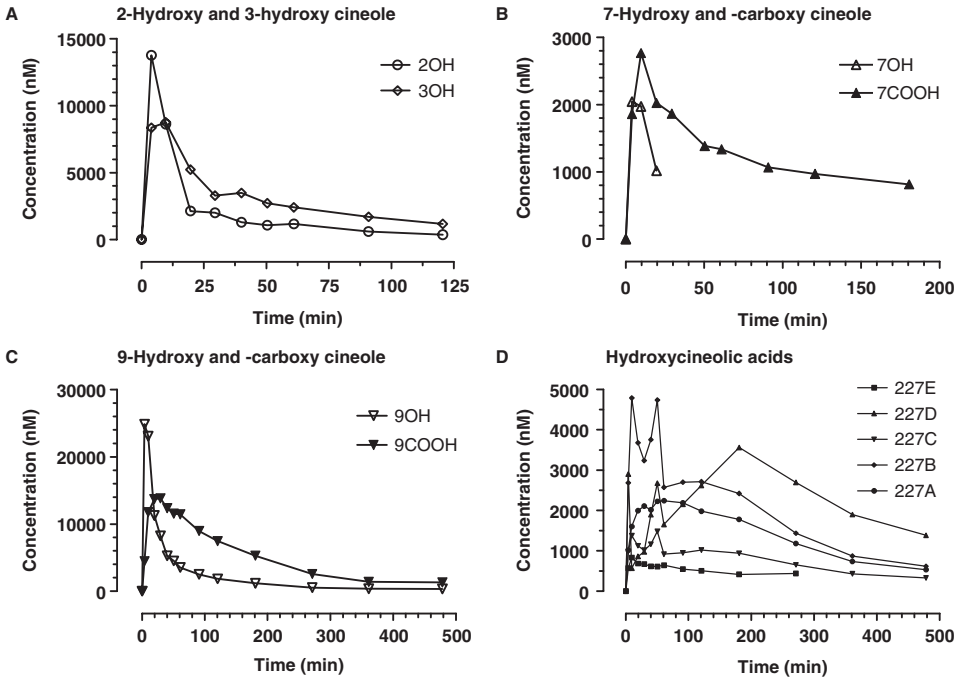 A
2-Hydroxy and 3-hydroxy cineole
15000
10000
5000
0
Concentration (nM)
2OH
3OH
0 25 50 75 100 125
Time (min)
B
7-Hydroxy and -carboxy cineole
3000
2000
1000
0
Concentration (nM)
7OH
7COOH
0 50 100 150 200
Time (min)
C
9-Hydroxy and -carboxy cineole
30000
20000
10000
0
Concentration (nM)
9OH
9COOH
0 100 200 300 400 500
Time (min)
D
Hydroxycineolic acids
5000
4000
3000
2000
1000
0
Concentration (nM)
227E
227D
227C
227B
227A
0 100 200 300 400 500
Time (min)